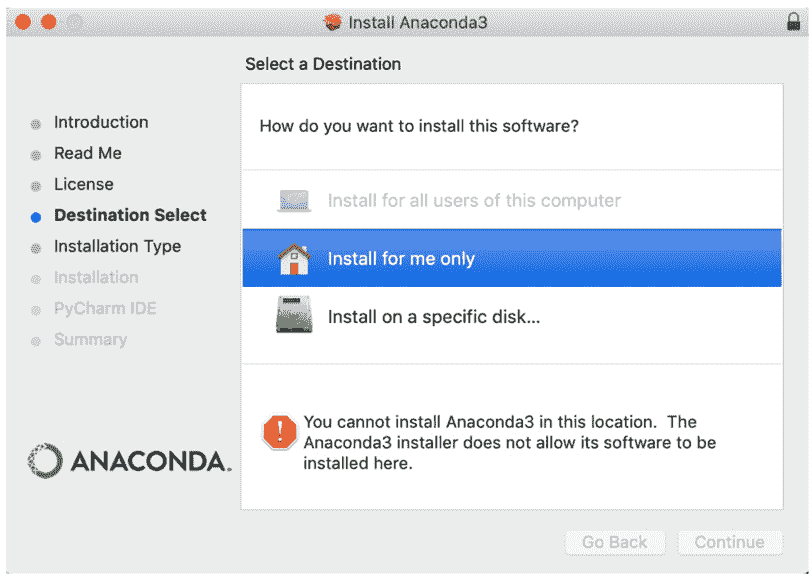 Install Anaconda3
Select a Destination
Introduction
Read Me
License
Destination Select
Installation Type
Installation
PyCharm IDE
Summary
ANACONDA.
How do you want to install this software?
Install for all users of this computer
Install for me only
Install on a specific disk...
You cannot install Anaconda3 in this location. The
Anaconda3 installer does not allow its software to be
installed here.
Go Back
Continue